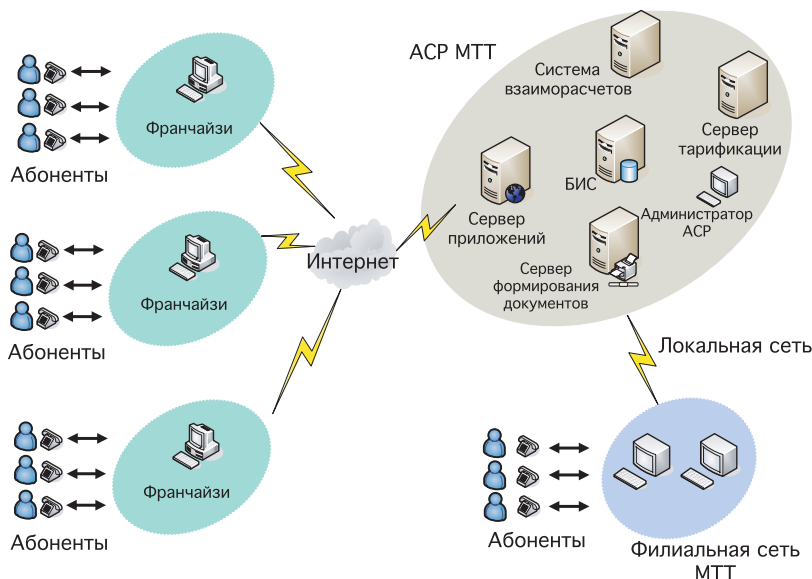 АСР МТТ
Система
взаиморасчетов
Сервер
тарификации
БИС
Администратор
АСР
Сервер
приложений
Сервер
формирования
документов
Франчайзи
Абоненты
Интернет
Франчайзи
Абоненты
Локальная сеть
Франчайзи
Абоненты
Абоненты
Филиальная сеть
МТТ